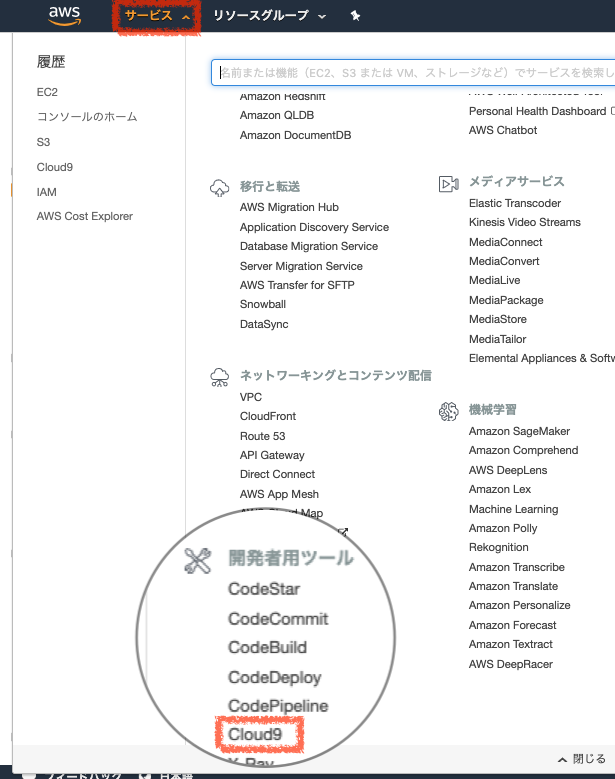 aws
サービス
リソースグループ
履歴
EC2
コンソールのホーム
S3
Cloud9
IAM
AWS Cost Explorer
名前または機能（EC2、S3 または VM、ストレージなど）でサービスを検索し
Amazon Redshift
Amazon QLDB
Amazon DocumentDB
移行と転送
AWS Migration Hub
Application Discovery Service
Database Migration Service
Server Migration Service
AWS Transfer for SFTP
Snowball
DataSync
ネットワーキングとコンテンツ配信
VPC
CloudFront
Route 53
API Gateway
Direct Connect
AWS App Mesh
AWS Cloud Map
開発者用ツール
CodeStar
CodeCommit
CodeBuild
CodeDeploy
CodePipeline
Cloud9
X-Ray
AWS Well-Architected Tool
Personal Health Dashboard
AWS Chatbot
メディアサービス
Elastic Transcoder
Kinesis Video Streams
MediaConnect
MediaConvert
MediaLive
MediaPackage
MediaStore
MediaTailor
Elemental Appliances & Softw
機械学習
Amazon SageMaker
Amazon Comprehend
AWS DeepLens
Amazon Lex
Machine Learning
Amazon Polly
Rekognition
Amazon Transcribe
Amazon Translate
Amazon Personalize
Amazon Forecast
Amazon Textract
AWS DeepRacer
閉じる
フィードバック
日本語